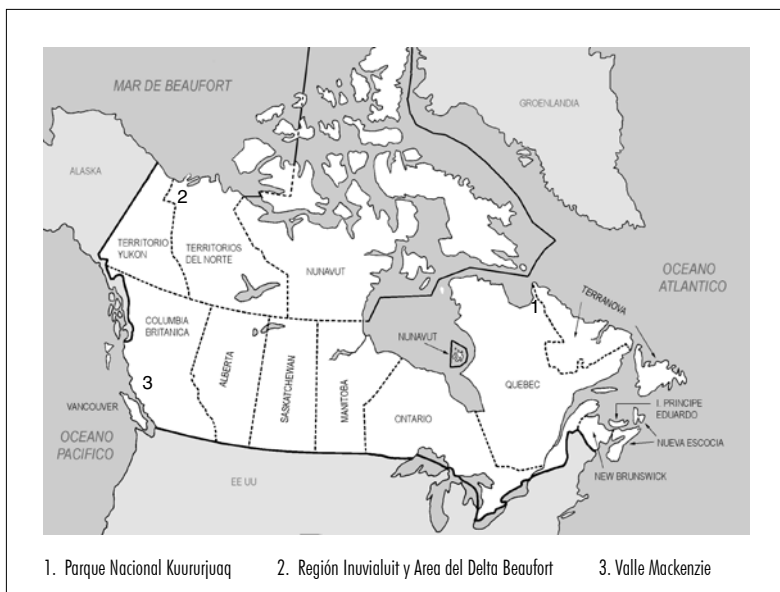 MAR DE BEAUFORT
GROENLANDIA
ALASKA
2
TERRITORIO
YUKON
TERRITORIOS
DEL NORTE
NUNAVUT
OCEANO
ATLANTICO
TERRANOVA
1
COLUMBIA
BRITANICA
NUNAVUT
3
ALBERTA
SASKATCHEWAN
MANITOBA
QUEBEC
VANCOUVER
ONTARIO
I. PRINCIPE
EDUARDO
OCEANO
PACIFICO
NUEVA ESCOCIA
NEW BRUNSWICK
EE UU
1. Parque Nacional Kuururjuaq 2. Región Inuvialuit y Area del Delta Beaufort 3. Valle Mackenzie